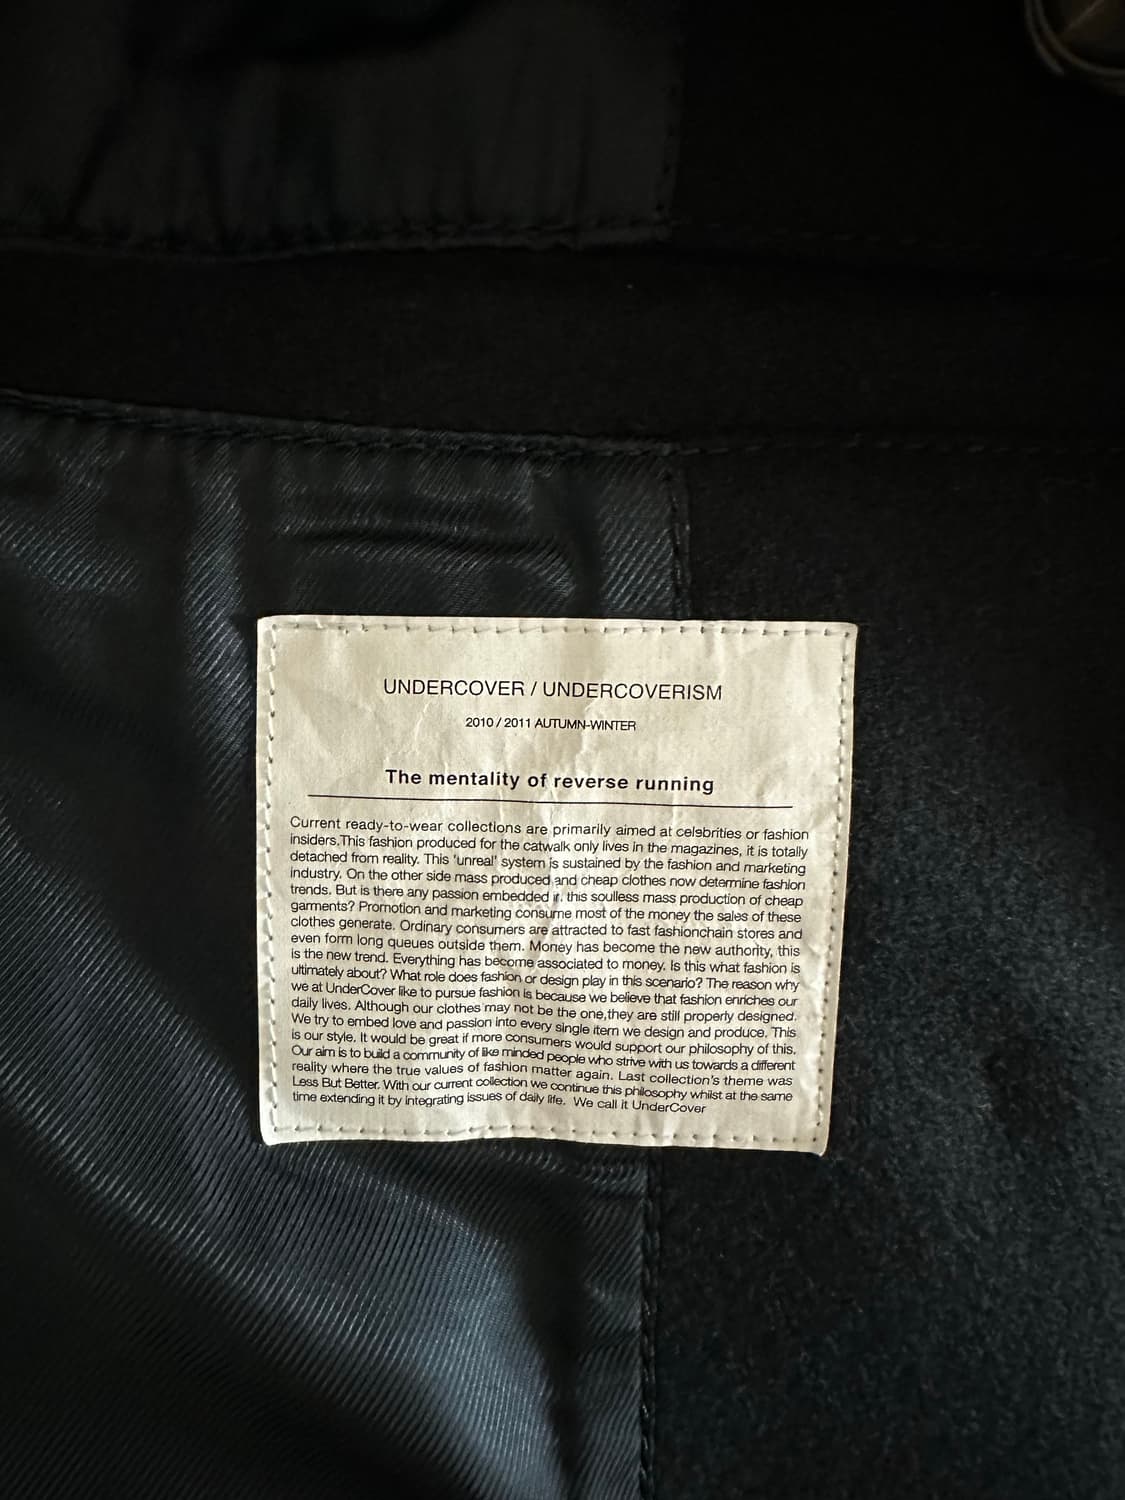 UNDERCOVER / UNDERCOVERISM
2010 / 2011 AUTUMN-WINTER
The mentality of reverse running
Current ready-to-wear collections are primarily aimed at celebrities or fashion
insiders.This fashion produced for the catwalk only lives in the magazines, it is totally
detached from reality. This 'unreal' system is sustained by the fashion and marketing
industry. On the other side mass produced and cheap clothes now determine fashion
trends. But is there any passion embedded in this soulless mass production of cheap
garments? Promotion and marketing consume most of the money the sales of these
clothes generate. Ordinary consumers are attracted to fast fashionchain stores and
even form long queues outside them. Money has become the new authority, this
is the new trend. Everything has become associated to money. Is this what fashion is
ultimately about? What role does fashion or design play in this scenario? The reason why
we at UnderCover like to pursue fashion is because we believe that fashion enriches our
daily lives. Although our clothes may not be the one,they are still properly designed.
We try to embed love and passion into every single item we design and produce. This
is our style. It would be great if more consumers would support our philosophy of this.
Our aim is to build a community of like minded people who strive with us towards a different
reality where the true values of fashion matter again. Last collection's theme was
Less But Better. With our current collection we continue this philosophy whilst at the same
time extending it by integrating issues of daily life. We call it UnderCover